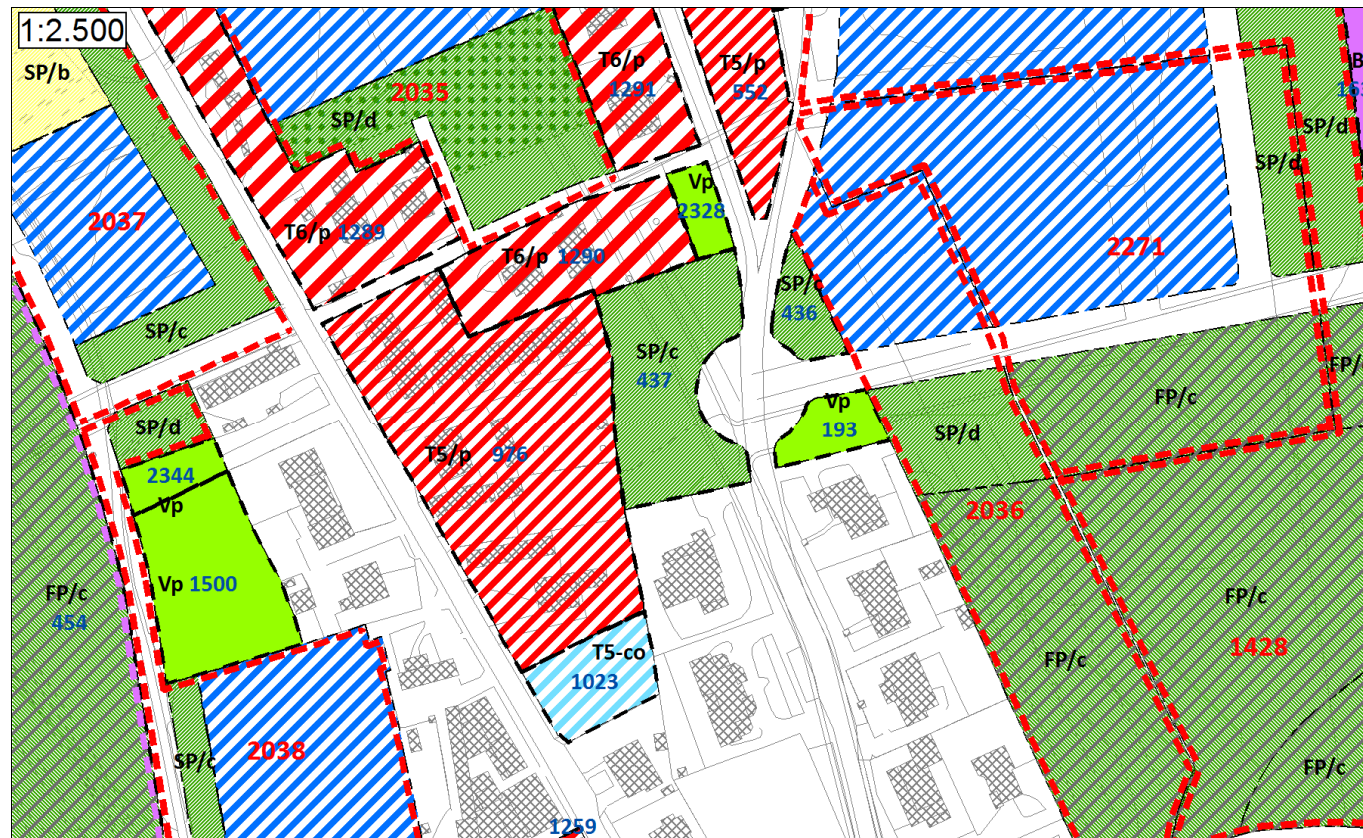 1:2.500
SP/b
T6/p
1291
T5/p
552
2035
SP/d
SP/d
SP/d
Vp
2328
2037
T6/p 1289
T6/p 1290
2271
SP/c
436
SP/c
SP/c
437
FP/c
Vp
193
SP/d
SP/d
T5/p 976
2344
Vp
2036
Vp 1500
FP/c
454
FP/c
1428
FP/c
T5-co
1023
2038
SP/c
FP/c
1259